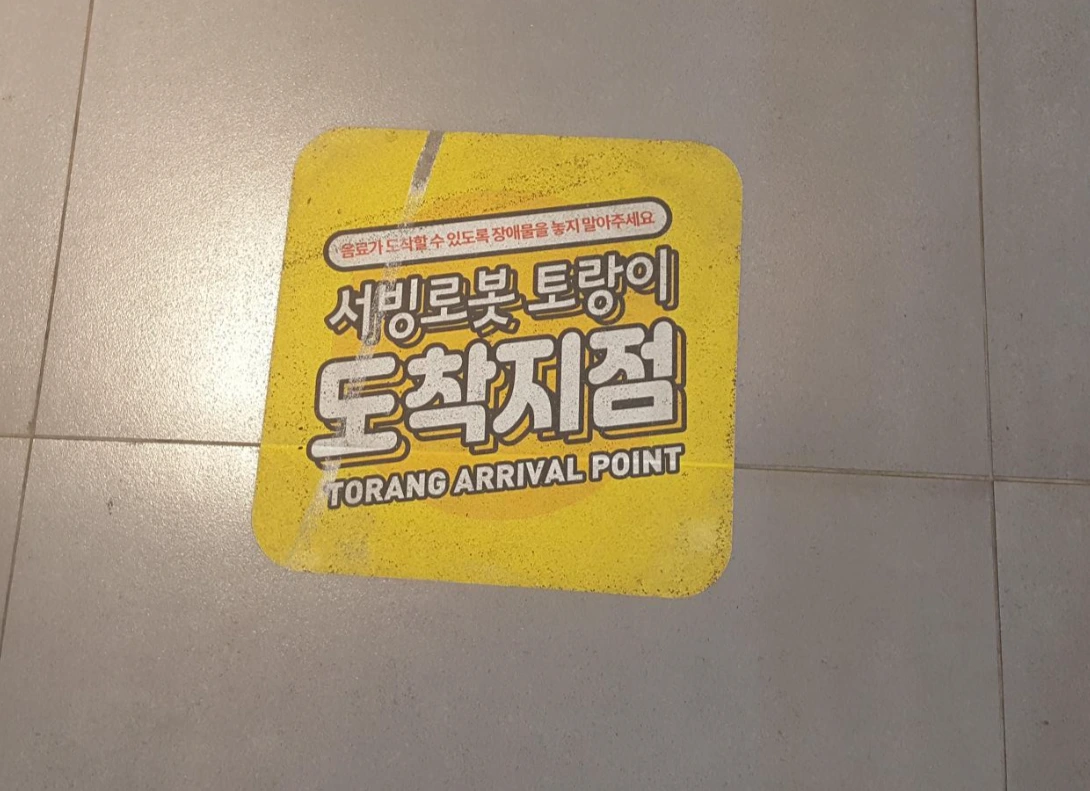 음료가 도착할 수 있도록 장애물을 놓지 말아주세요
서빙로봇 토랑이
도착지점
TORANG ARRIVAL POINT